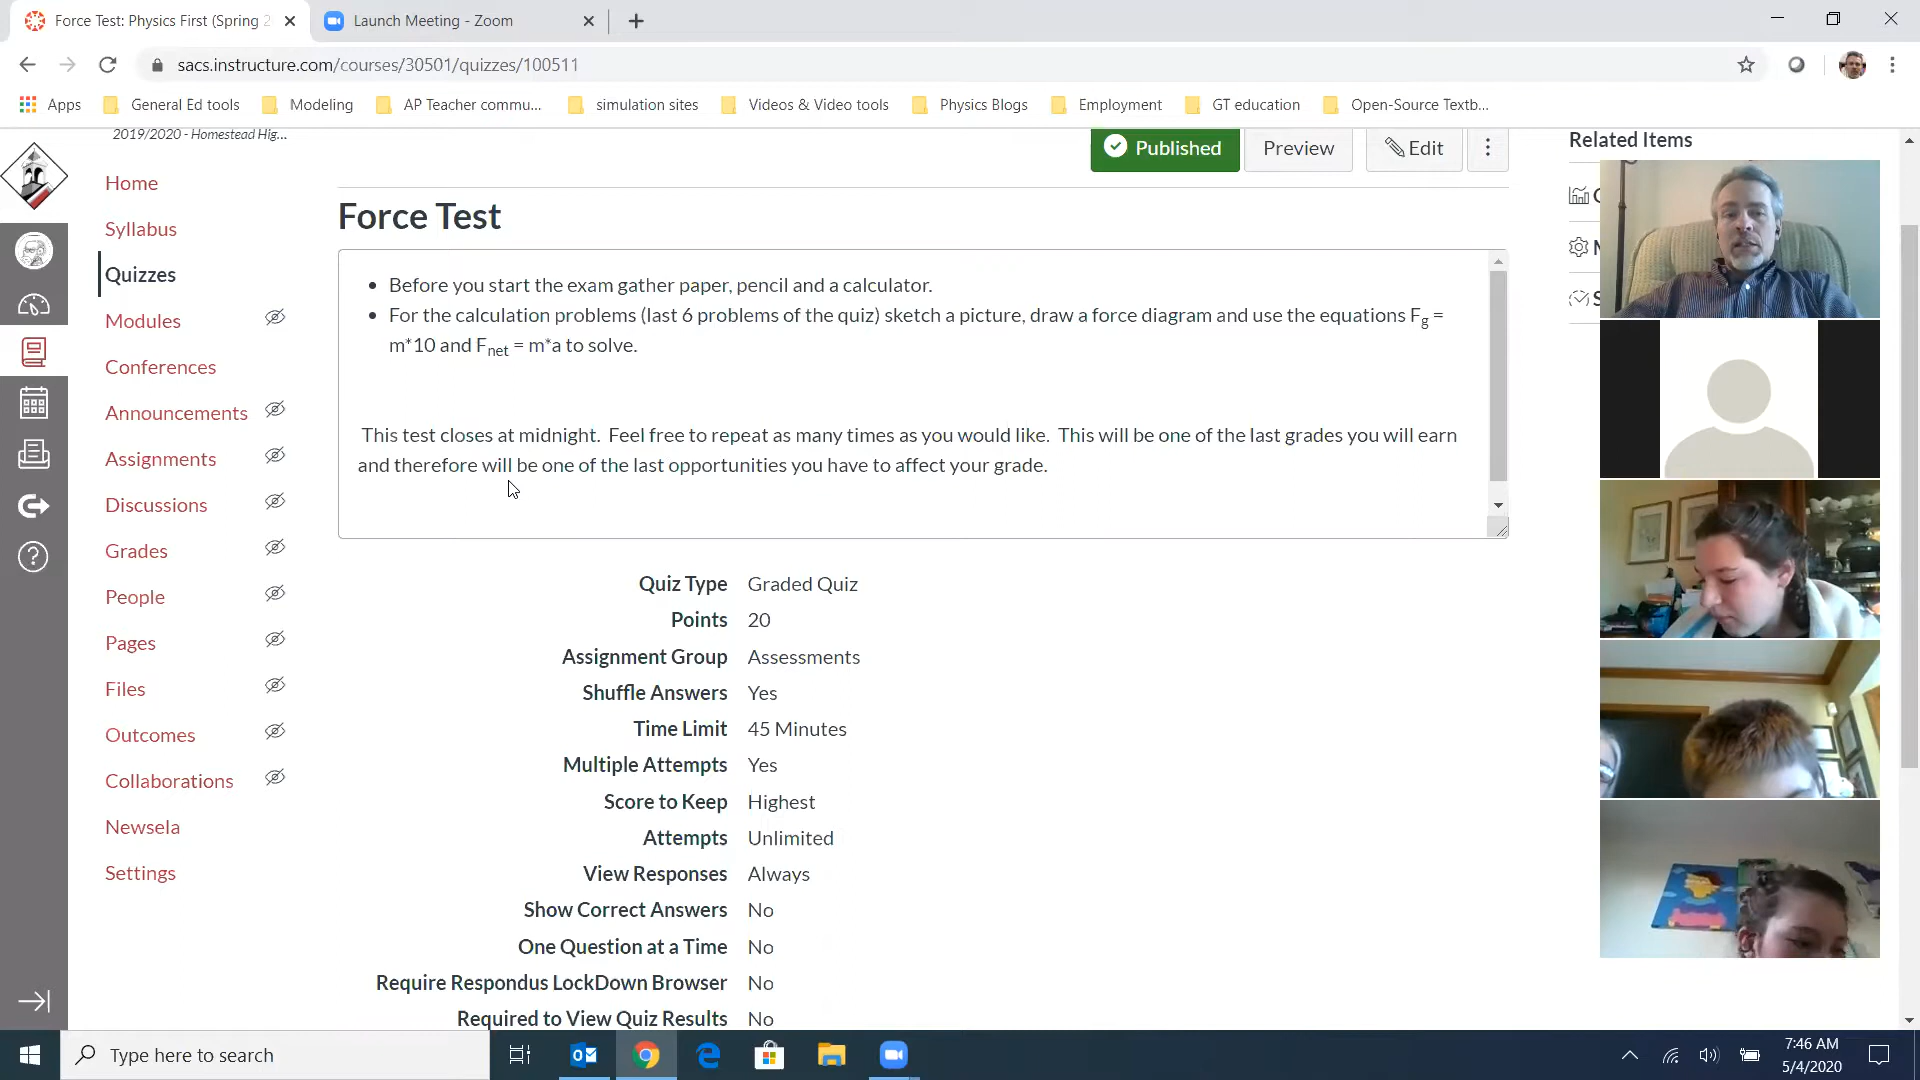 Force Test: Physics First (Spring 2
Launch Meeting - Zoom
sacs.instructure.com/courses/30501/quizzes/100511
Apps
General Ed tools
Modeling
AP Teacher commu...
simulation sites
Videos & Video tools
Physics Blogs
Employment
GT education
Open-Source Textb...
2019/2020 - Homestead Hig...
Home
Syllabus
Quizzes
Modules
Conferences
Announcements
Assignments
Discussions
Grades
People
Pages
Files
Outcomes
Collaborations
Newsela
Settings
Published
Preview
Edit
Related Items
Force Test
Before you start the exam gather paper, pencil and a calculator.
For the calculation problems (last 6 problems of the quiz) sketch a picture, draw a force diagram and use the equations Fg =
m*10 and Fnet = m*a to solve.
This test closes at midnight. Feel free to repeat as many times as you would like. This will be one of the last grades you will earn
and therefore will be one of the last opportunities you have to affect your grade.
Quiz Type Graded Quiz
Points 20
Assignment Group Assessments
Shuffle Answers Yes
Time Limit 45 Minutes
Multiple Attempts Yes
Score to Keep Highest
Attempts Unlimited
View Responses Always
Show Correct Answers No
One Question at a Time No
Require Respondus LockDown Browser No
Required to View Quiz Results No
Type here to search
7:46 AM
5/4/2020